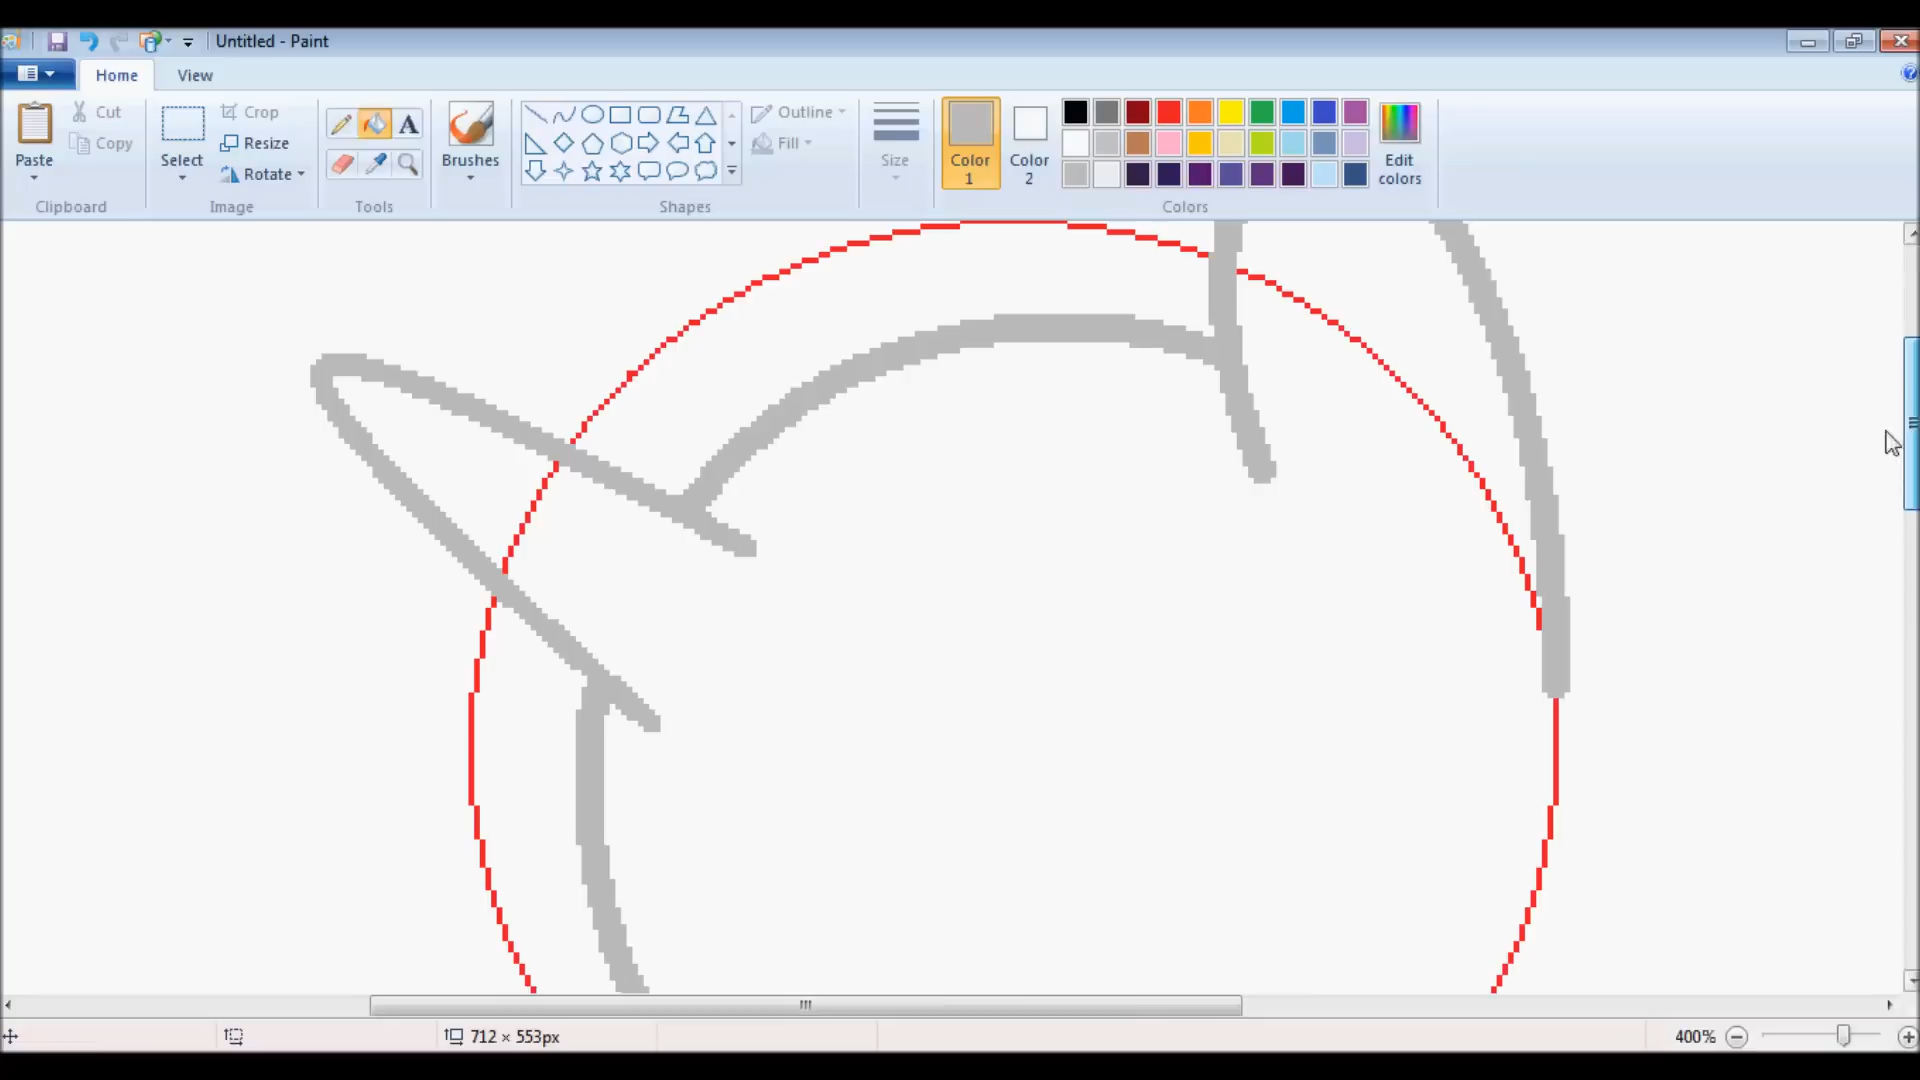 Untitled - Paint
Home View
Paste
Cut
Copy
Clipboard
Select
Crop
Resize
Rotate
Image
A
Tools
Brushes
Outline
Fill
Shapes
Size
Color
1
Color
2
Edit
colors
Colors
712 × 553px
400%